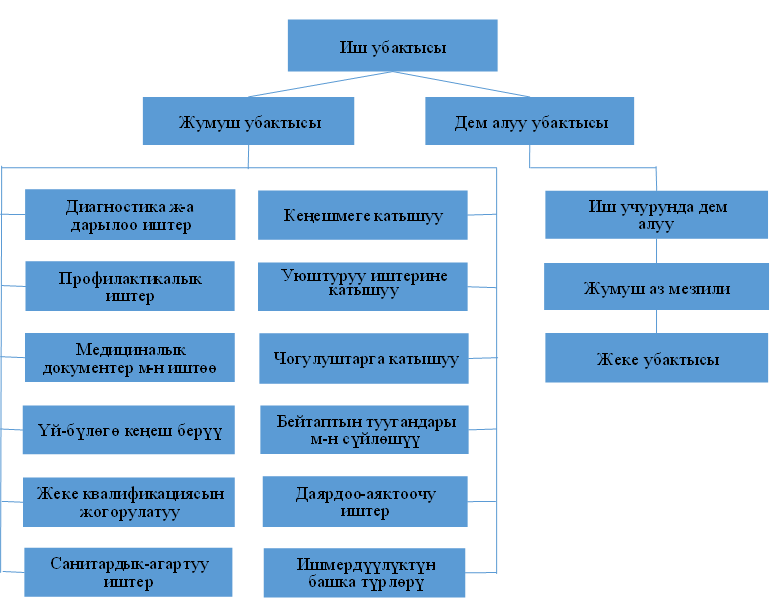 Иш убактысы
Жумуш убактысы
Дем алуу убактысы
Диагностика ж-а
дарылоо иштер
Профилактикалык
иштер
Медициналык
документер м-н иштөө
Үй-бүлөгө кеңеш берүү
Жеке квалификациясын
жогорулатуу
Санитардык-агартуу
иштер
Кеңешмеге катышуу
Уюштуруу иштерине
катышуу
Чогулуштарга катышуу
Бейтаптын туугандары
м-н сүйлөшүү
Даярдоо-аяктоочу
иштер
Ишмердүүлүктүн
башка түрлөрү
Иш учурунда дем
алуу
Жумуш аз мезгили
Жеке убактысы